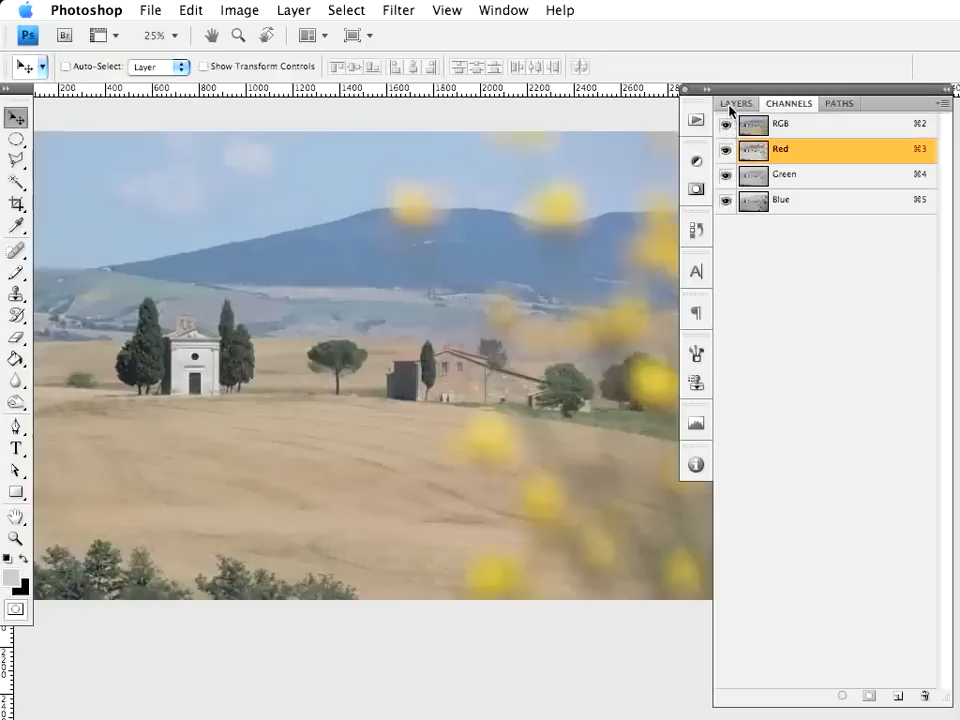 Photoshop File Edit Image Layer Select Filter View Window Help
Ps Br 25%
Auto-Select: Layer Show Transform Controls
200 400 600 800 1000 1200 1400 1600 1800 2000 2200 2400 2600
LAYERS CHANNELS PATHS
RGB ⌘2
Red ⌘3
Green ⌘4
Blue ⌘5
A
T